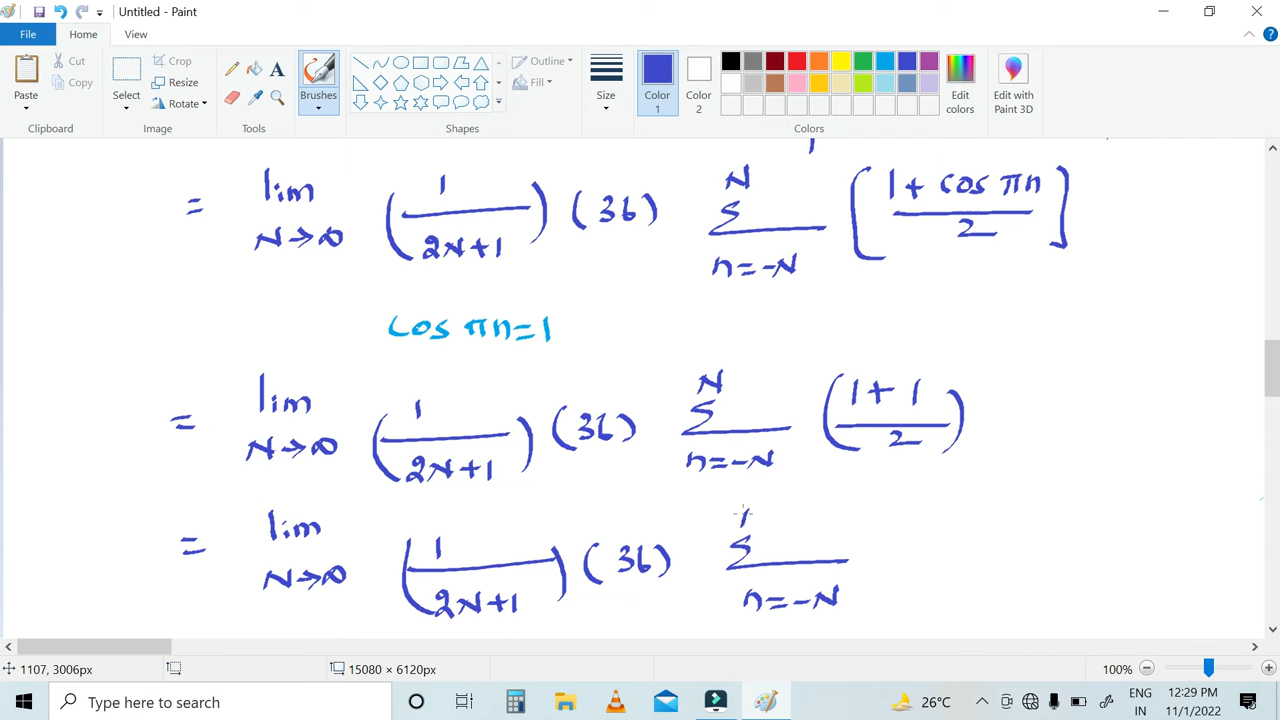 Untitled - Paint
File Home View
Paste Cut Copy Clipboard
Select Crop Resize Rotate Image
A Tools
Brushes
Outline Fill Shapes
Size
Color 1 Color 2 Edit colors Colors
Edit with Paint 3D
= lim N→∞ (1/2N+1) (36) N Σ n=-N [1 + cos πn / 2]
cos πn = 1
= lim N→∞ (1/2N+1) (36) N Σ n=-N (1 + 1 / 2)
= lim N→∞ (1/2N+1) (36) Σ n=-N
1107, 3006px 15080 × 6120px 100%
Type here to search 26°C ENG IN 12:29 PM 11/1/2022